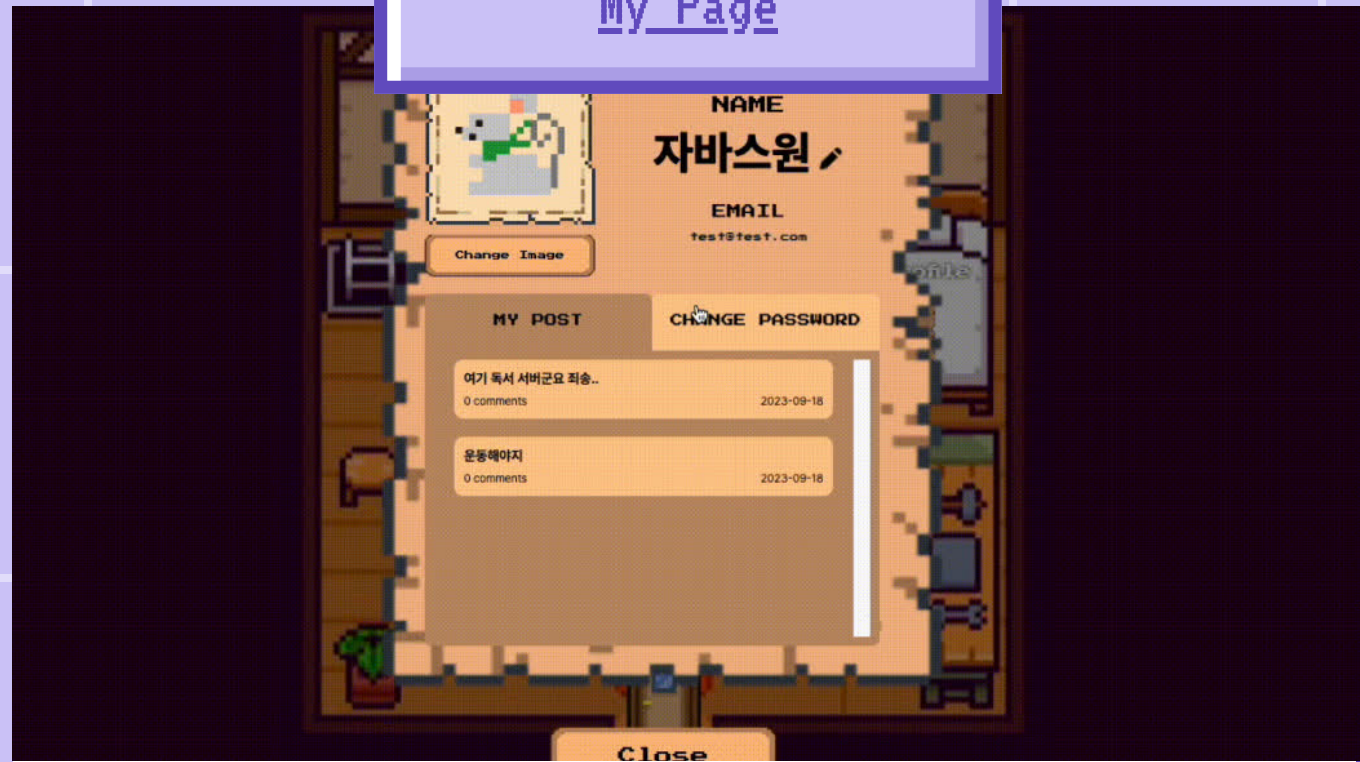 My Page
NAME
자바스원
EMAIL
test@test.com
Change Image
ofile
MY POST
CHANGE PASSWORD
여기 독서 서버군요 죄송..
0 comments
2023-09-18
운동해야지
0 comments
2023-09-18
Close